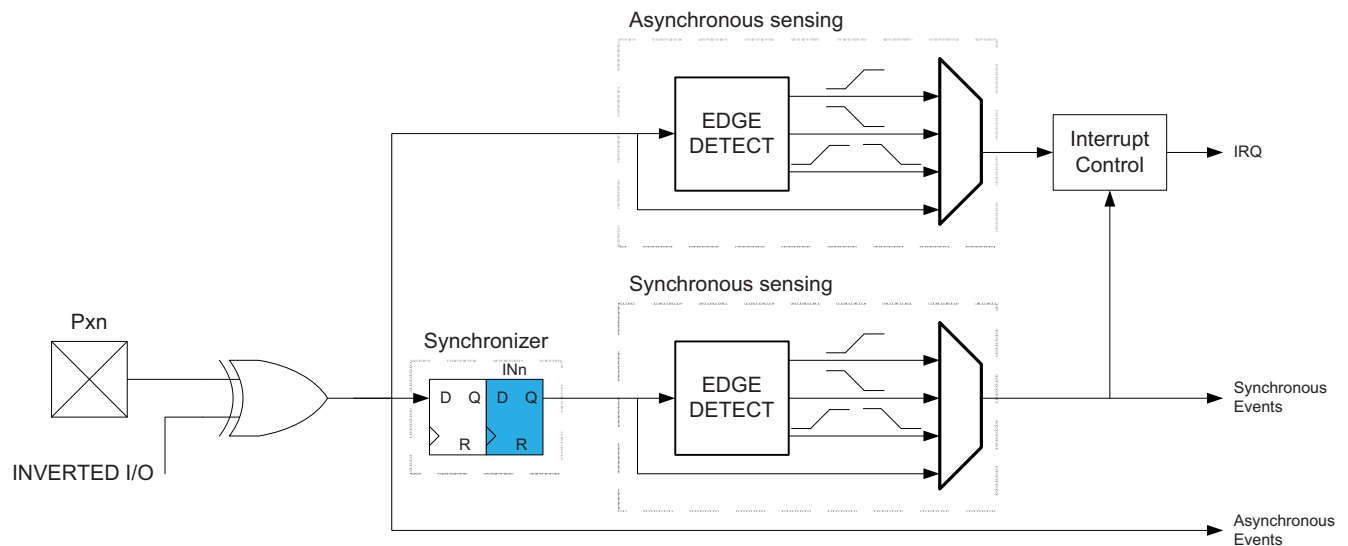 Asynchronous sensing
EDGE
DETECT
Interrupt
Control
IRQ
Synchronous sensing
Pxn
Synchronizer
INn
D Q D Q
R R
EDGE
DETECT
Synchronous
Events
INVERTED I/O
Asynchronous
Events